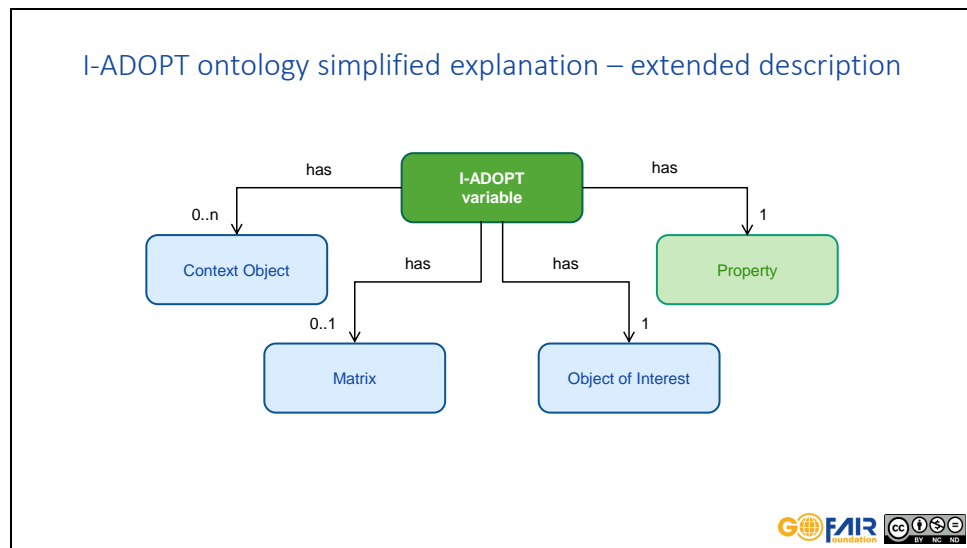 I-ADOPT ontology simplified explanation – extended description
I-ADOPT
variable
has
has
0..n
1
Context Object
Property
has
has
0..1
1
Matrix
Object of Interest
GO FAIR
Foundation
cc
BY NC ND